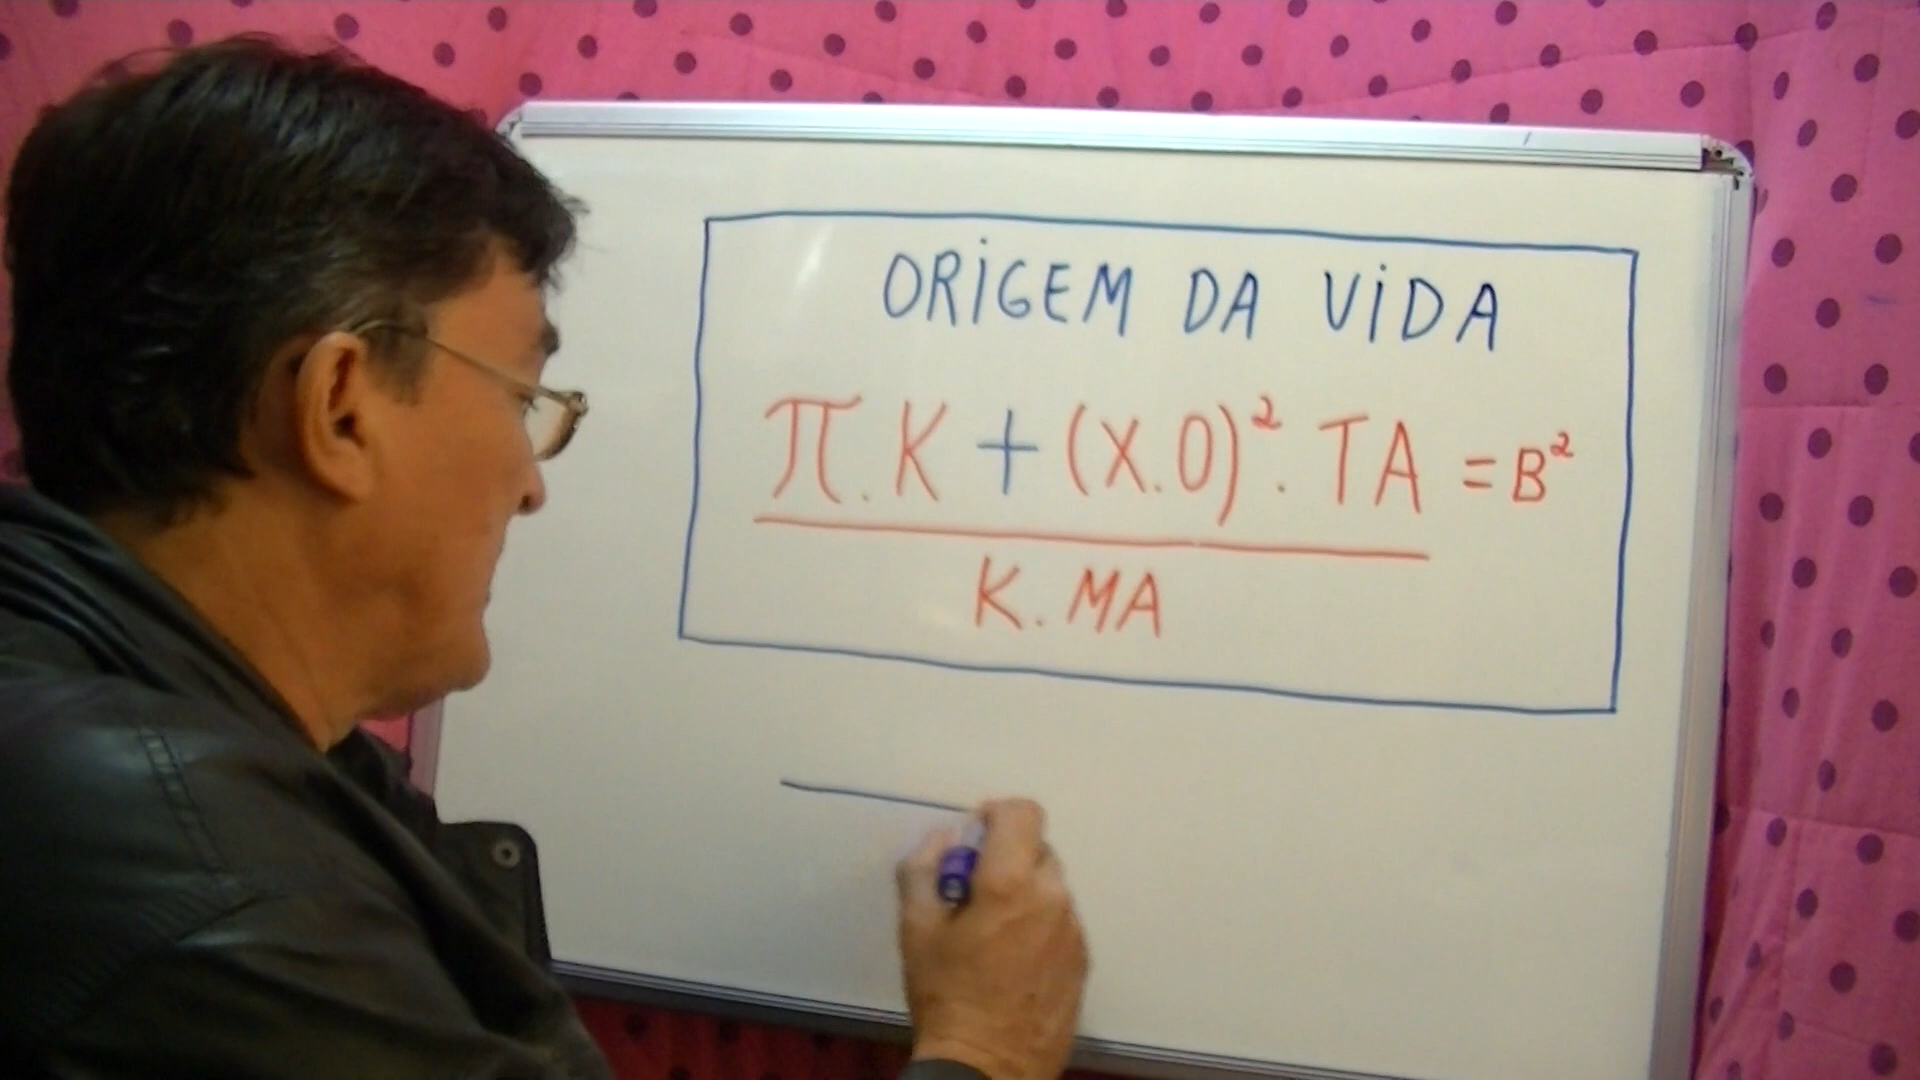 ORIGEM DA VIDA
π.K + (X.0)². TA = B²
K.MA